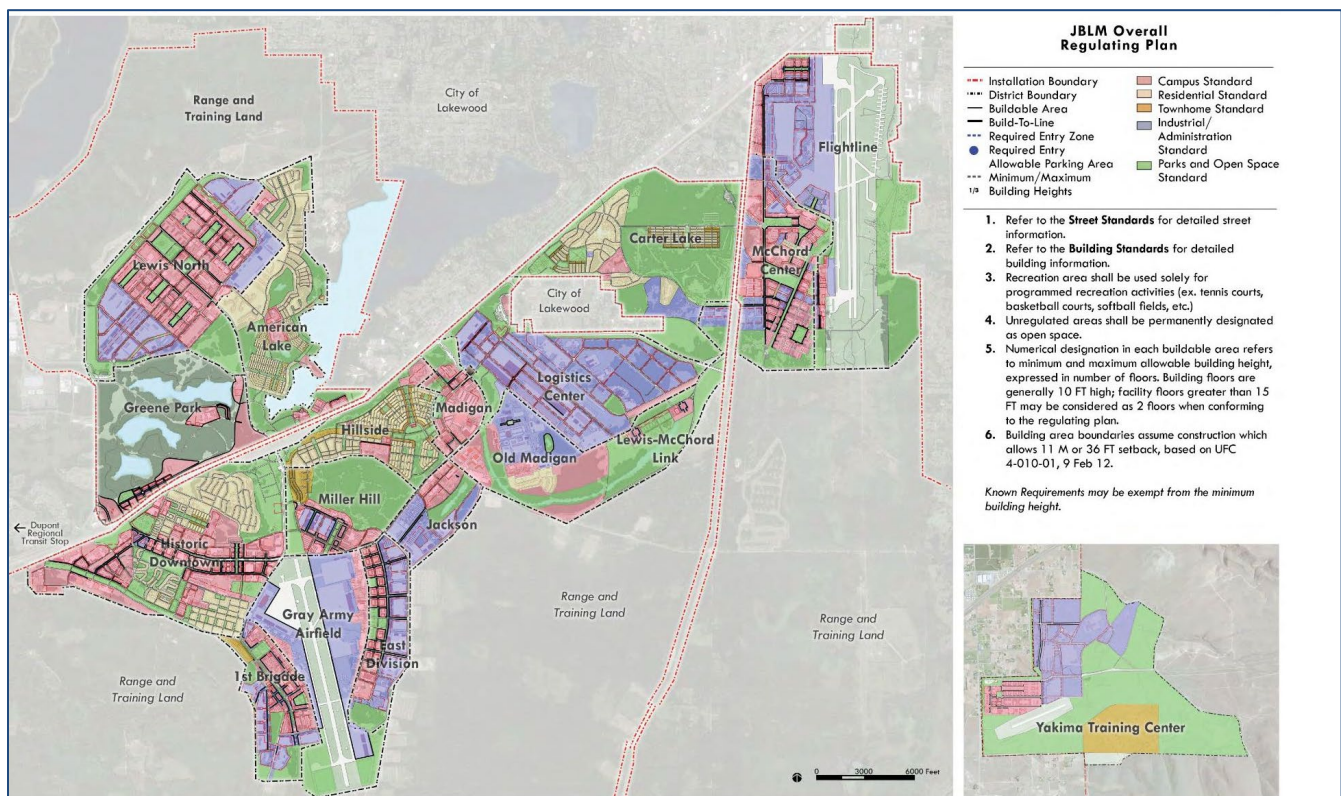 JBLM Overall
Regulating Plan
Installation Boundary
District Boundary
Buildable Area
Build-To-Line
Required Entry Zone
Required Entry
Allowable Parking Area
Minimum/Maximum
1/3 Building Heights
Campus Standard
Residential Standard
Townhome Standard
Industrial/
Administration
Standard
Parks and Open Space
Standard
1. Refer to the Street Standards for detailed street
information.
2. Refer to the Building Standards for detailed
building information.
3. Recreation area shall be used solely for
programmed recreation activities (ex. tennis courts,
basketball courts, softball fields, etc.)
4. Unregulated areas shall be permanently designated
as open space.
5. Numerical designation in each buildable area refers
to minimum and maximum allowable building height,
expressed in number of floors. Building floors are
generally 10 FT high; facility floors greater than 15
FT may be considered as 2 floors when conforming
to the regulating plan.
6. Building area boundaries assume construction which
allows 11 M or 36 FT setback, based on UFC
4-010-01, 9 Feb 12.
Known Requirements may be exempt from the minimum
building height.
Range and
Training Land
City of
Lakewood
Flightline
Lewis North
Carter Lake
McChord
Center
City of
Lakewood
American
Lake
Logistics
Center
Greene Park
Madigan
Hillside
Lewis-McChord
Link
Old Madigan
Miller Hill
Jackson
← Dupont
Regional
Transit Stop
Historic
Downtown
Gray Army
Airfield
Range and
Training Land
Range and
Training Land
East
Division
1st Brigade
Range and
Training Land
Yakima Training Center
0 3000 6000 Feet